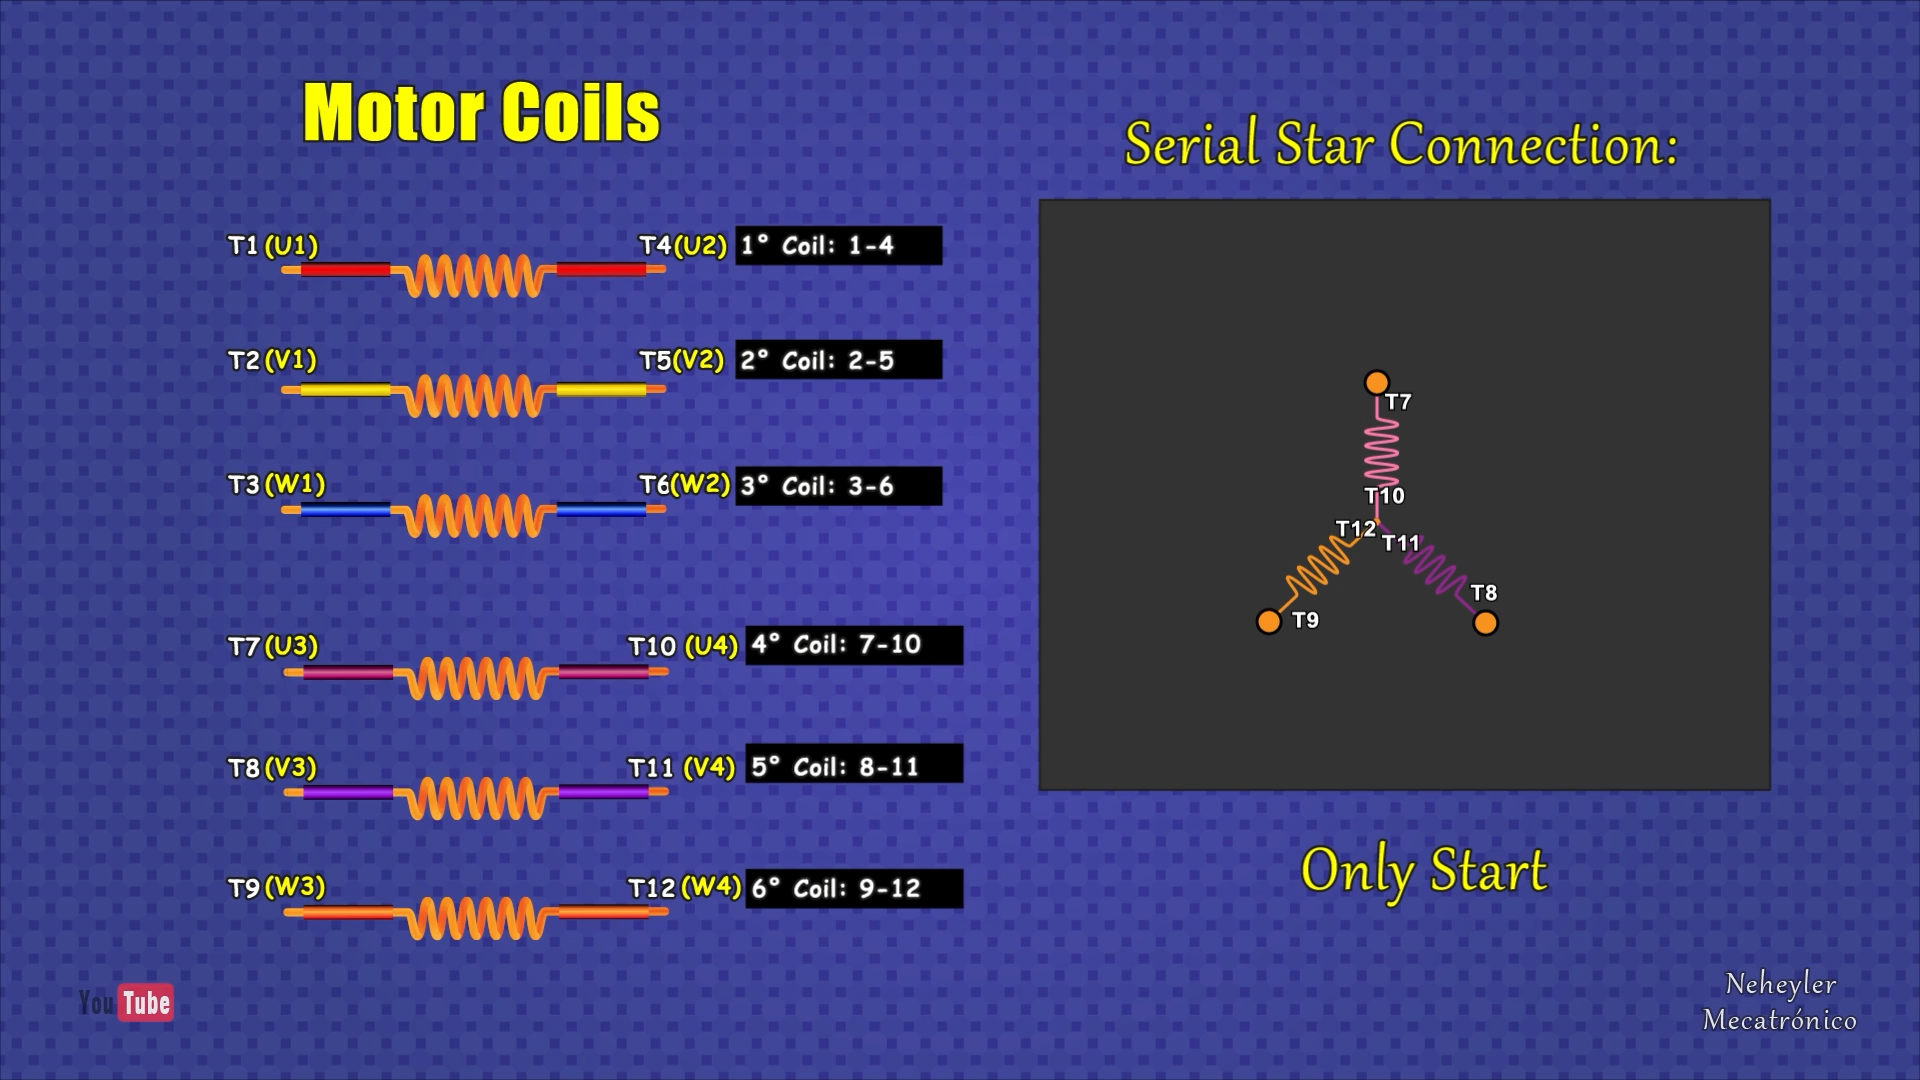 Motor Coils
T1 (U1)
T4 (U2)
1° Coil: 1-4
T2 (V1)
T5 (V2)
2° Coil: 2-5
T3 (W1)
T6 (W2)
3° Coil: 3-6
T7 (U3)
T10 (U4)
4° Coil: 7-10
T8 (V3)
T11 (V4)
5° Coil: 8-11
T9 (W3)
T12 (W4)
6° Coil: 9-12
YouTube
Serial Star Connection:
T7
T10
T12
T11
T8
T9
Only Start
Neheyler
Mecatrónico